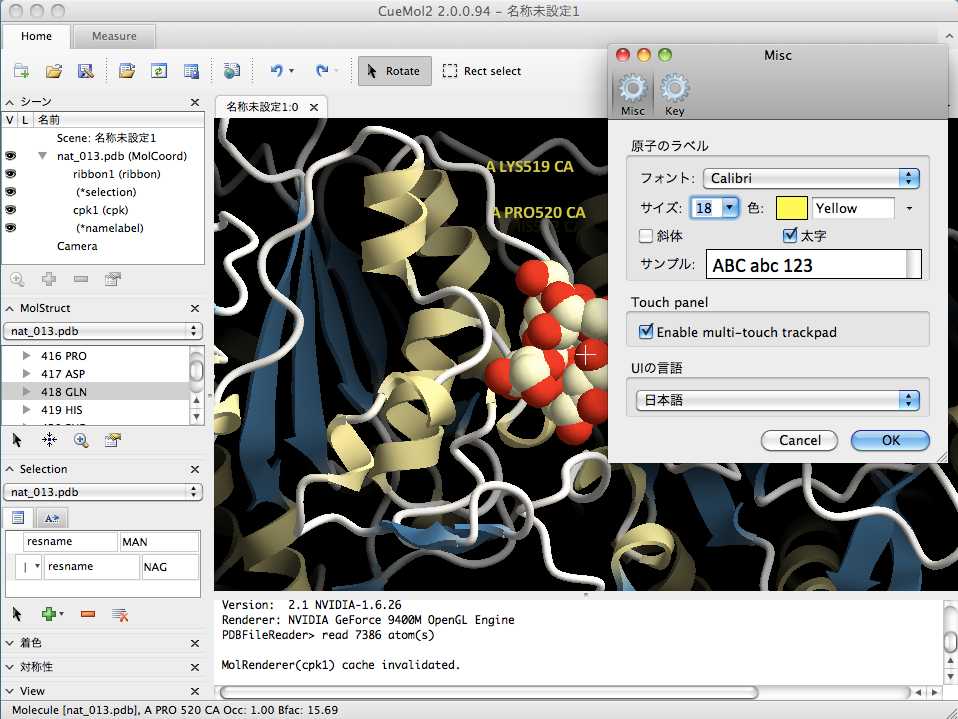 CueMol2 2.0.0.94 – 名称未設定1
Home
Measure
Rotate
Rect select
シーン
V L 名前
Scene: 名称未設定1
nat_013.pdb (MolCoord)
ribbon1 (ribbon)
(*selection)
cpk1 (cpk)
(*namelabel)
Camera
MolStruct
nat_013.pdb
416 PRO
417 ASP
418 GLN
419 HIS
Selection
nat_013.pdb
resname MAN
| resname NAG
着色
対称性
View
名称未設定1:0
A LYS519 CA
A PRO520 CA
Version: 2.1 NVIDIA-1.6.26
Renderer: NVIDIA GeForce 9400M OpenGL Engine
PDBFileReader> read 7386 atom(s)
MolRenderer(cpk1) cache invalidated.
Misc
Misc
Key
原子のラベル
フォント: Calibri
サイズ: 18 色: Yellow
斜体 太字
サンプル: ABC abc 123
Touch panel
Enable multi-touch trackpad
UIの言語
日本語
Cancel OK
Molecule [nat_013.pdb], A PRO 520 CA Occ: 1.00 Bfac: 15.69